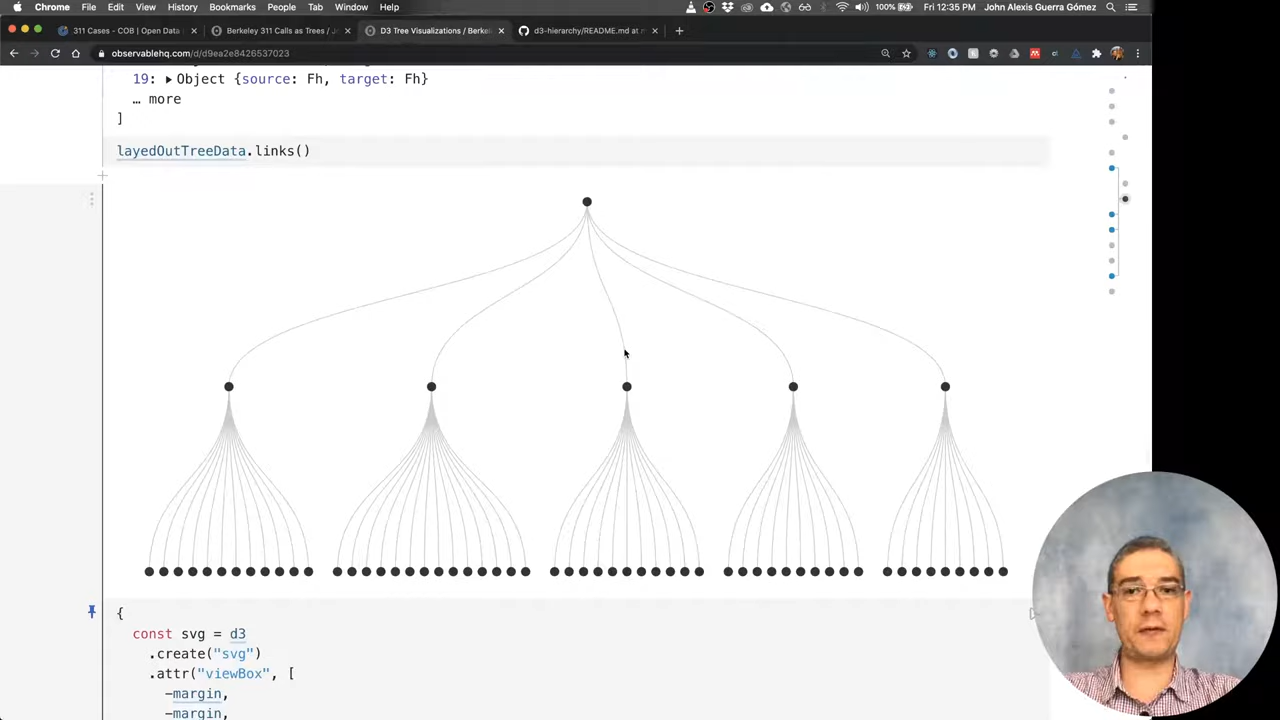 Chrome File Edit View History Bookmarks People Tab Window Help 100% Fri 12:35 PM John Alexis Guerra Gómez
311 Cases - COB | Open Data Berkeley 311 Calls as Trees / D3 Tree Visualizations / Berkel d3-hierarchy/README.md at
observablehq.com/d/d9ea2e8426537023
19: Object {source: Fh, target: Fh}
… more
]
layedOutTreeData.links()
{
const svg = d3
.create("svg")
.attr("viewBox", [
-margin,
-margin,